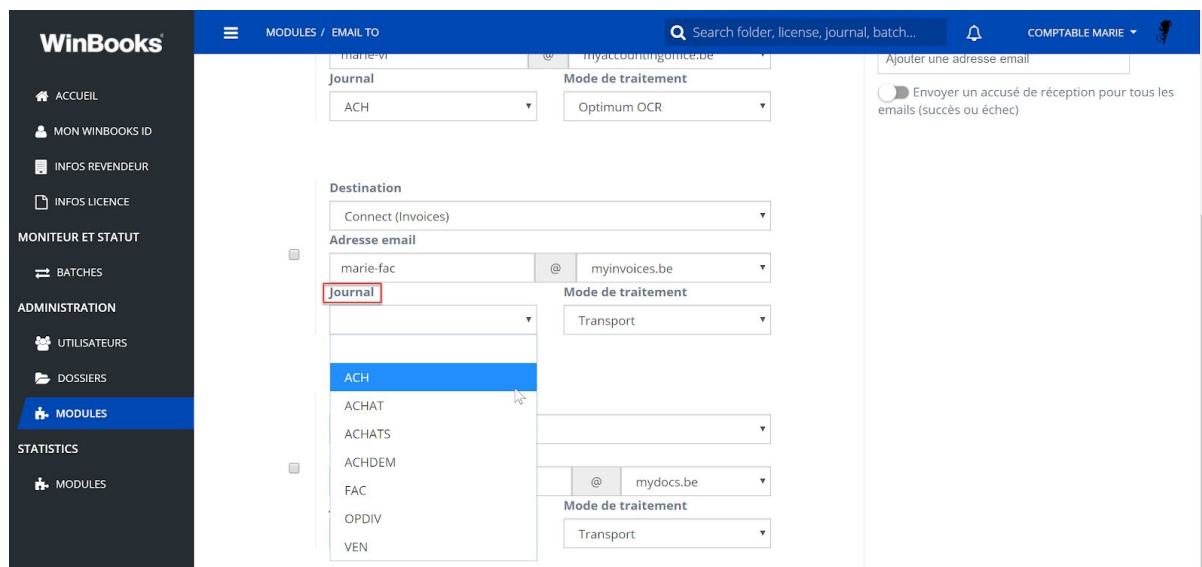 WinBooks
MODULES / EMAIL TO
Search folder, license, journal, batch...
COMPTABLE MARIE
ACCUEIL
MON WINBOOKS ID
INFOS REVENDEUR
INFOS LICENCE
MONITEUR ET STATUT
BATCHES
ADMINISTRATION
UTILISATEURS
DOSSIERS
MODULES
STATISTICS
MODULES
marie-vi @ myaccountingoffice.be
Journal Mode de traitement
ACH Optimum OCR
Destination
Connect (Invoices)
Adresse email
marie-fac @ myinvoices.be
Journal Mode de traitement
Transport
ACH
ACHAT
ACHATS
ACHDEM
FAC
OPDIV
VEN
@ mydocs.be
Mode de traitement
Transport
Ajouter une adresse email
Envoyer un accusé de réception pour tous les
emails (succès ou échec)